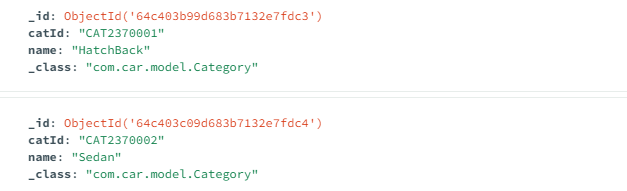 _id: ObjectId('64c403b99d683b7132e7fdc3')
catId: "CAT2370001"
name: "HatchBack"
_class: "com.car.model.Category"
_id: ObjectId('64c403c09d683b7132e7fdc4')
catId: "CAT2370002"
name: "Sedan"
_class: "com.car.model.Category"